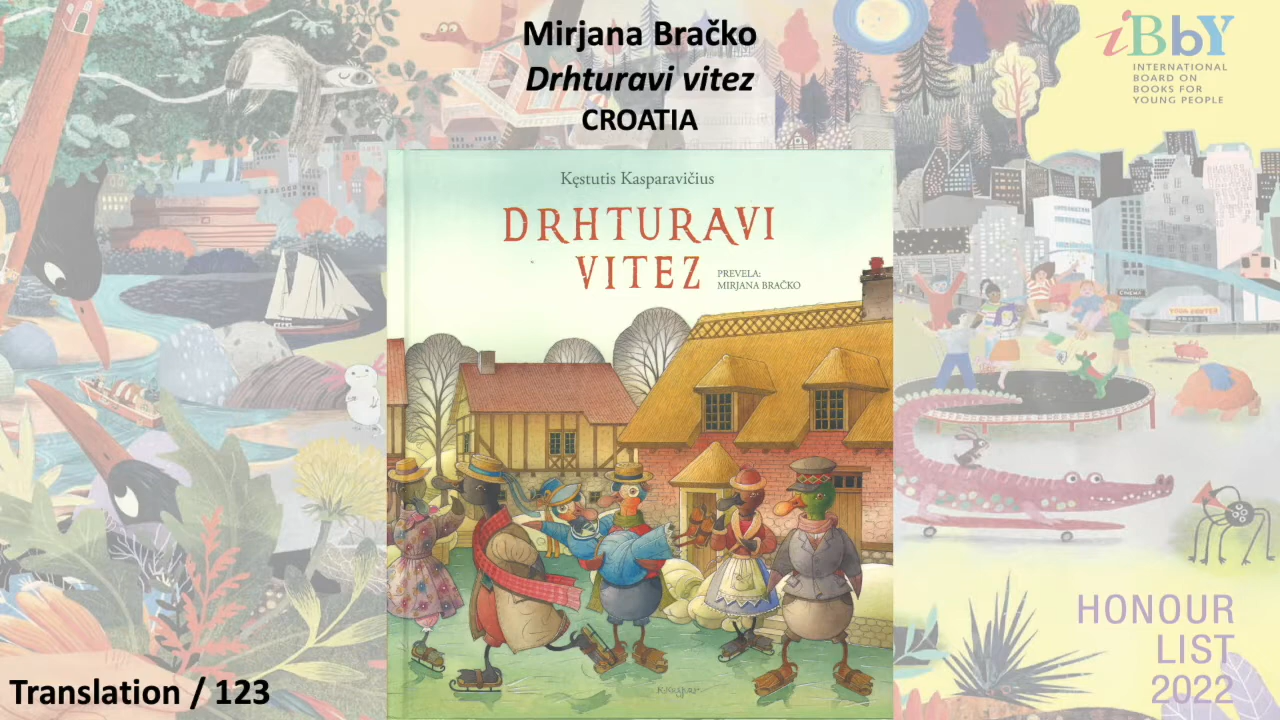 Mirjana Bračko
Drhturavi vitez
CROATIA
iBbY
INTERNATIONAL
BOARD ON
BOOKS FOR
YOUNG PEOPLE
Kęstutis Kasparavičius
DRHTURAVI
VITEZ
PREVELA:
MIRJANA BRAČKO
CINEMA
HONOUR
LIST
2022
Translation / 123